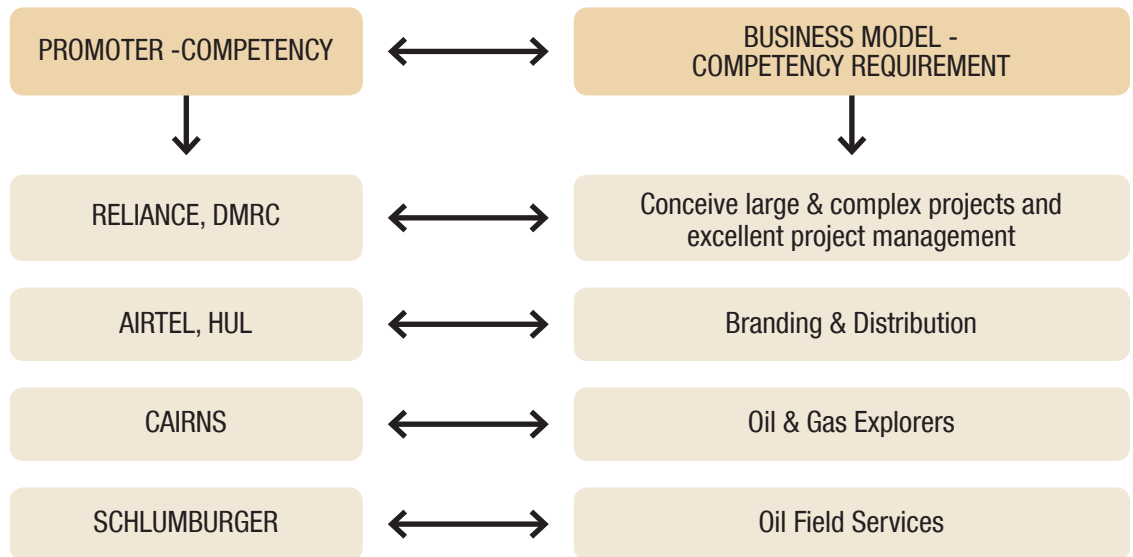 PROMOTER -COMPETENCY
BUSINESS MODEL -
COMPETENCY REQUIREMENT
RELIANCE, DMRC
Conceive large & complex projects and
excellent project management
AIRTEL, HUL
Branding & Distribution
CAIRNS
Oil & Gas Explorers
SCHLUMBURGER
Oil Field Services